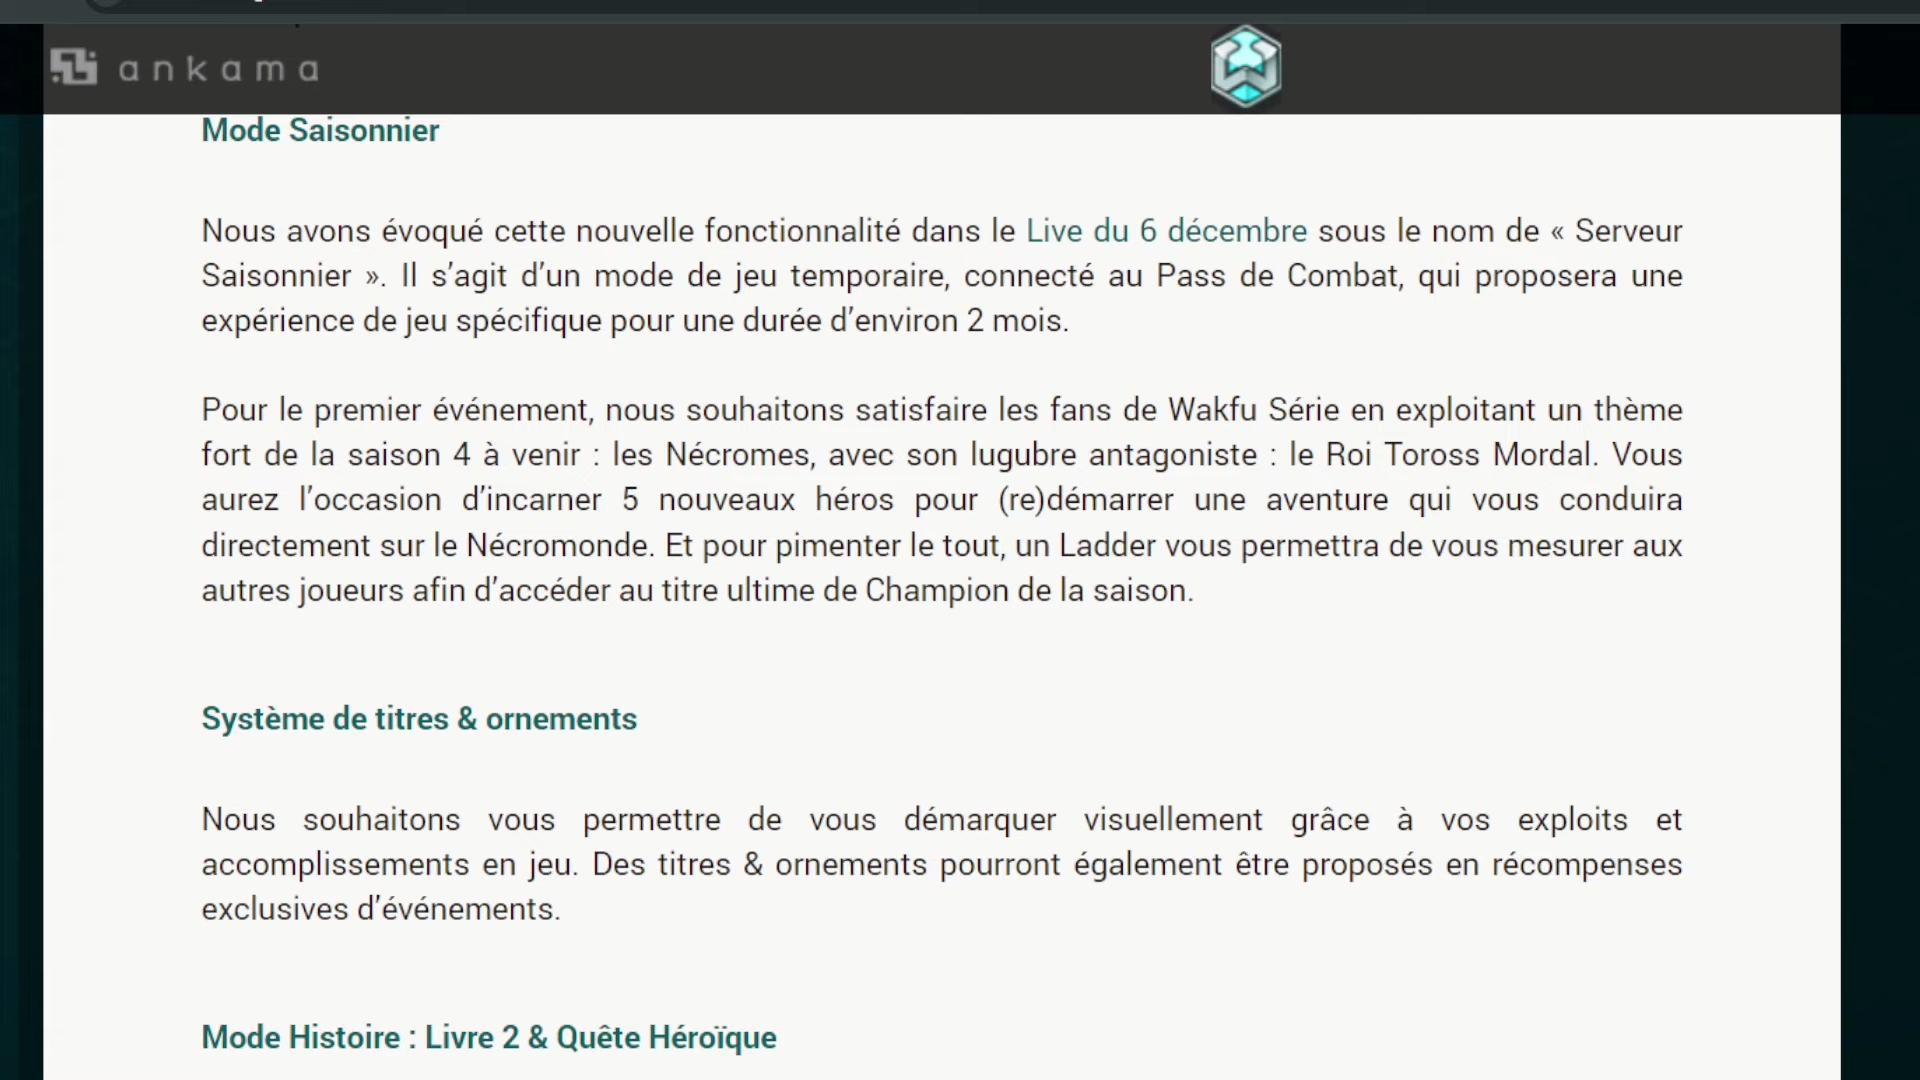 ankama
Mode Saisonnier
Nous avons évoqué cette nouvelle fonctionnalité dans le Live du 6 décembre sous le nom de « Serveur
Saisonnier ». Il s’agit d’un mode de jeu temporaire, connecté au Pass de Combat, qui proposera une
expérience de jeu spécifique pour une durée d’environ 2 mois.
Pour le premier événement, nous souhaitons satisfaire les fans de Wakfu Série en exploitant un thème
fort de la saison 4 à venir : les Nécromes, avec son lugubre antagoniste : le Roi Toross Mordal. Vous
aurez l’occasion d’incarner 5 nouveaux héros pour (re)démarrer une aventure qui vous conduira
directement sur le Nécromonde. Et pour pimenter le tout, un Ladder vous permettra de vous mesurer aux
autres joueurs afin d’accéder au titre ultime de Champion de la saison.
Système de titres & ornements
Nous souhaitons vous permettre de vous démarquer visuellement grâce à vos exploits et
accomplissements en jeu. Des titres & ornements pourront également être proposés en récompenses
exclusives d’événements.
Mode Histoire : Livre 2 & Quête Héroïque